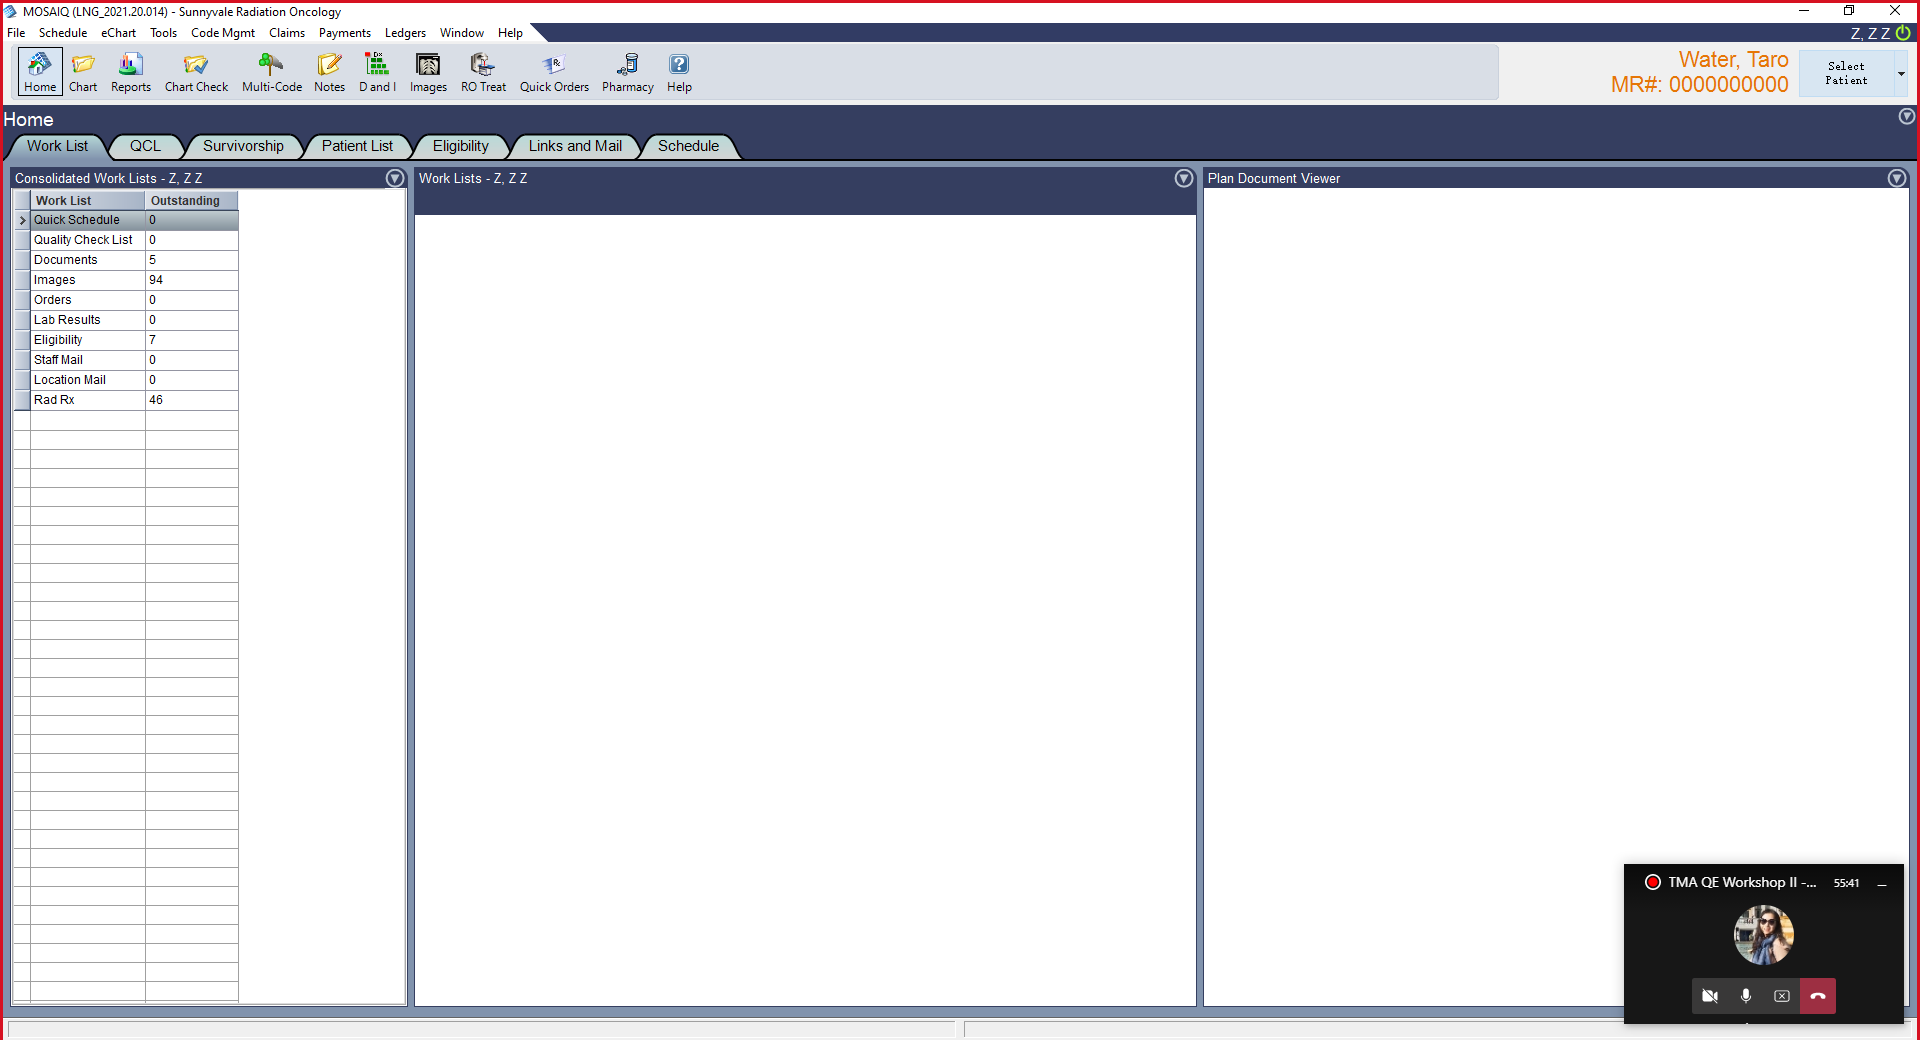 MOSAIQ (LNG_2021.20.014) - Sunnyvale Radiation Oncology
File Schedule eChart Tools Code Mgmt Claims Payments Ledgers Window Help
Z, Z Z
Home Chart Reports Chart Check Multi-Code Notes D and I Images RO Treat Quick Orders Pharmacy Help
Water, Taro
MR#: 0000000000
Select
Patient
Home
Work List QCL Survivorship Patient List Eligibility Links and Mail Schedule
Consolidated Work Lists - Z, Z Z
Work List Outstanding
Quick Schedule 0
Quality Check List 0
Documents 5
Images 94
Orders 0
Lab Results 0
Eligibility 7
Staff Mail 0
Location Mail 0
Rad Rx 46
Work Lists - Z, Z Z
Plan Document Viewer
TMA QE Workshop II -... 55:41